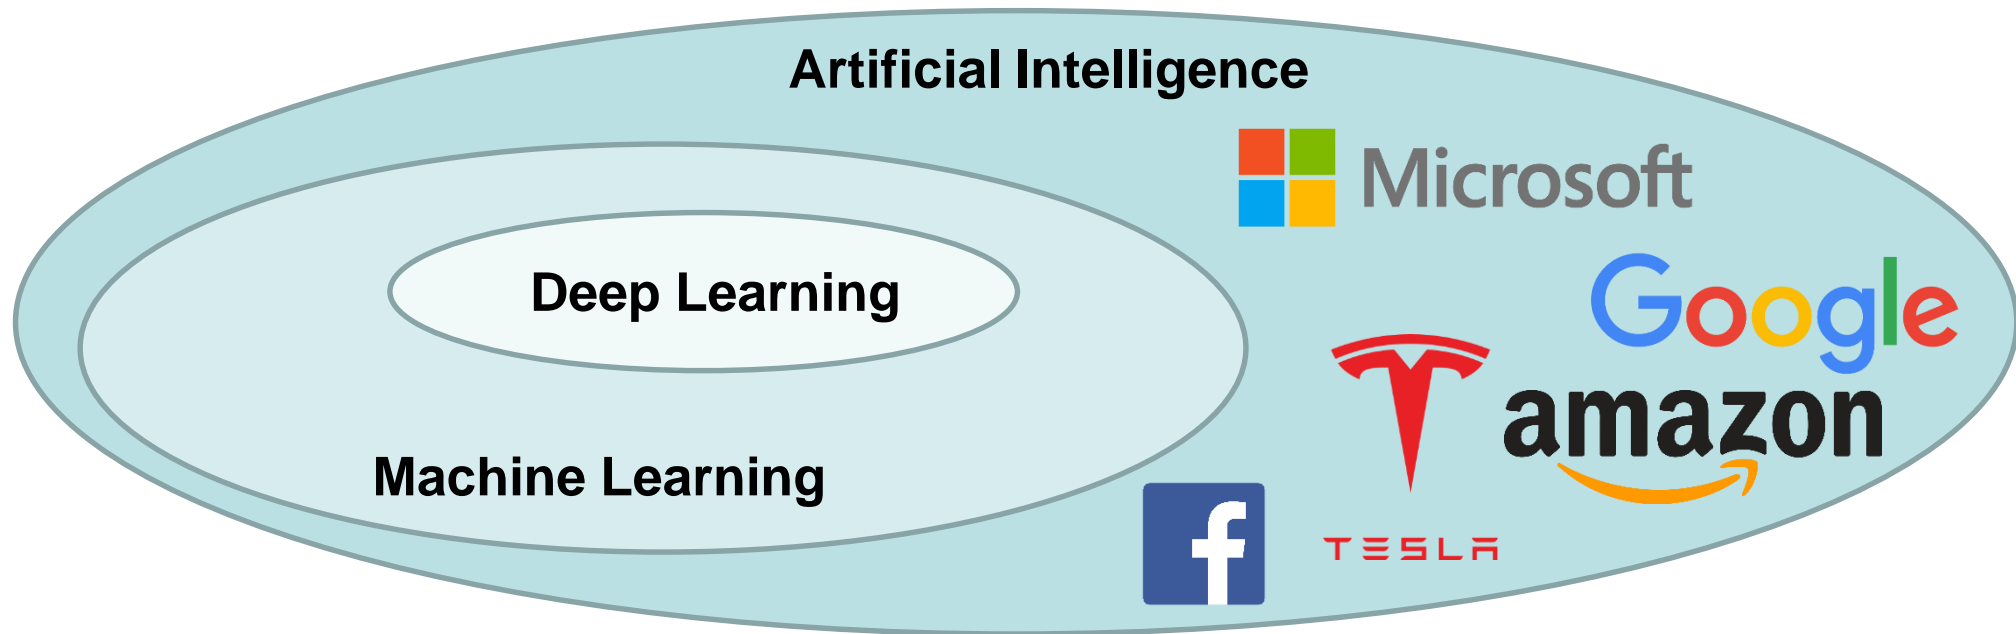 Artificial Intelligence
Microsoft
Deep Learning
Google
amazon
Machine Learning
f
TESLA